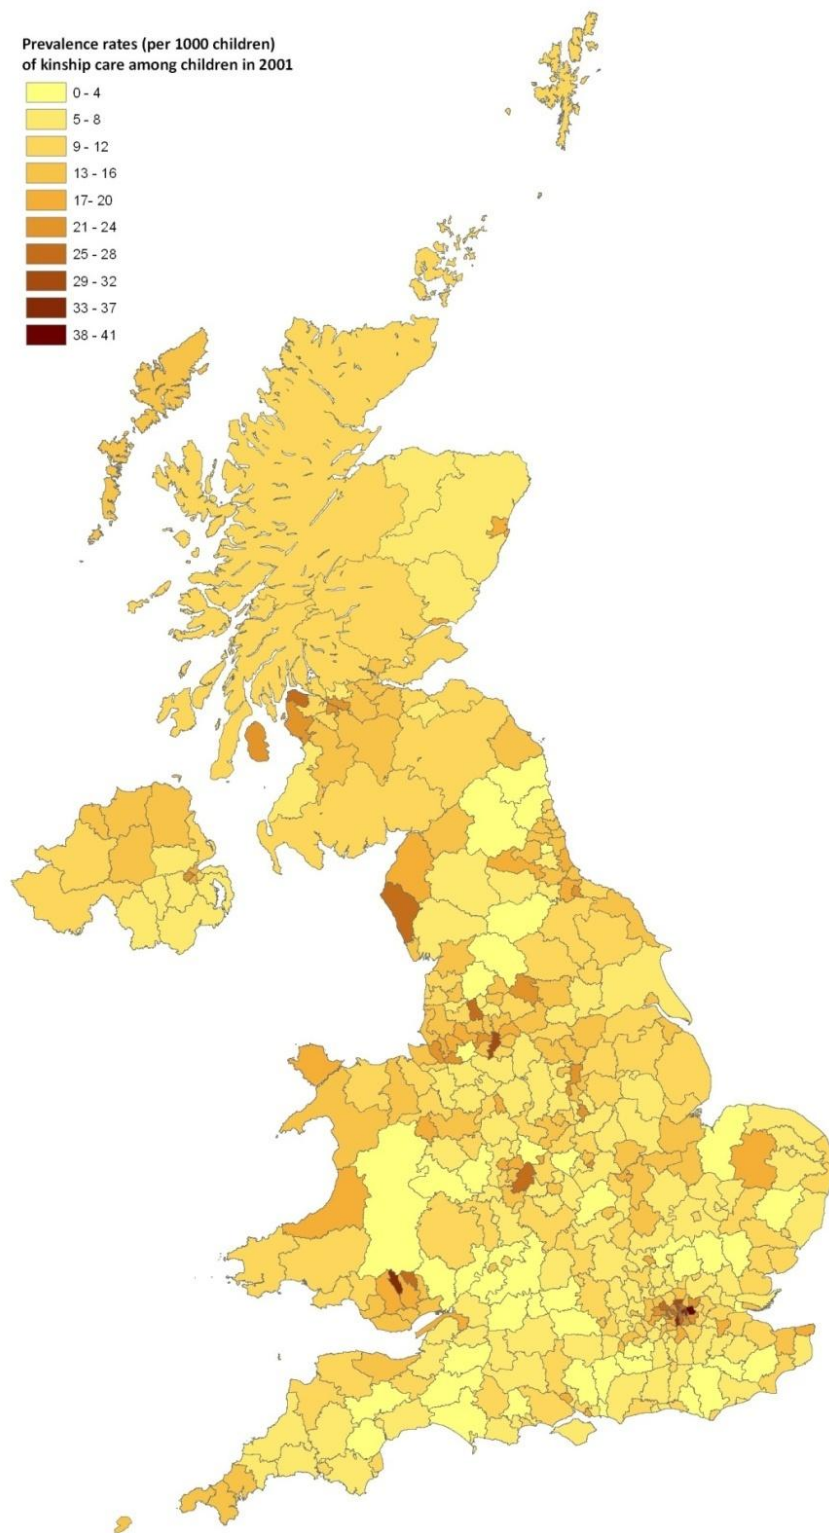 Prevalence rates (per 1000 children)
of kinship care among children in 2001
0 - 4
5 - 8
9 - 12
13 - 16
17- 20
21 - 24
25 - 28
29 - 32
33 - 37
38 - 41